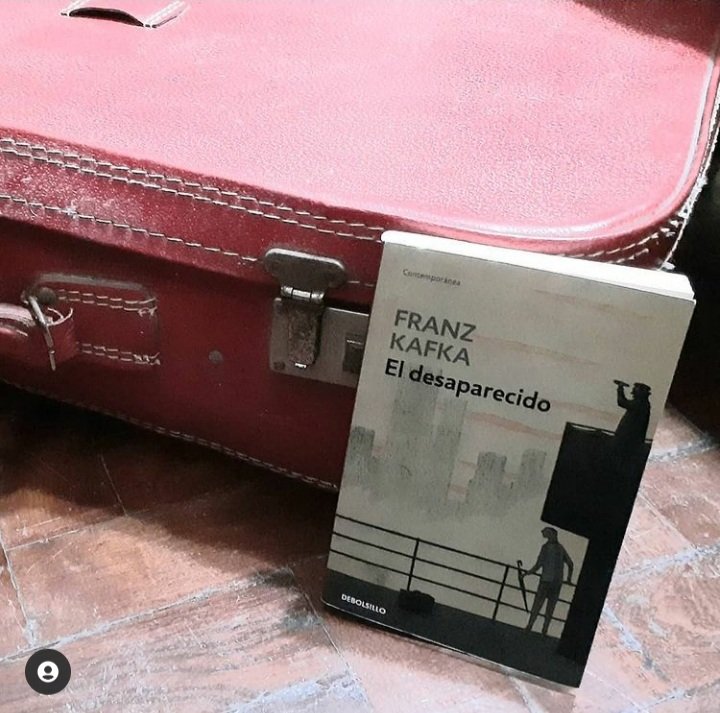 Contemporánea
FRANZ
KAFKA
El desaparecido
DEBOLSILLO